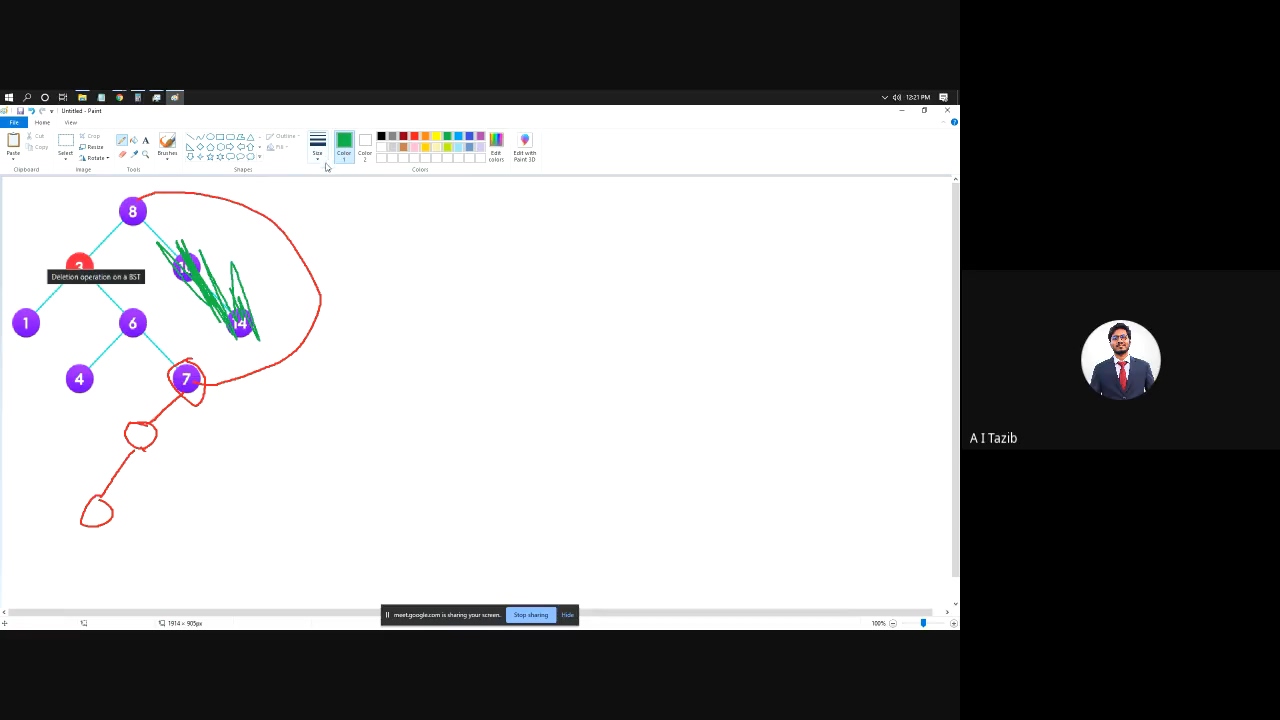 12:21 PM
Untitled - Paint
File Home View
Cut
Copy
Paste
Clipboard
Crop
Resize
Rotate
Select
Image
Tools
Brushes
Outline
Fill
Shapes
Size
Color 1
Color 2
Edit colors
Edit with Paint 3D
Colors
8
3
Deletion operation on a BST
1
6
14
4
7
A I Tazib
meet.google.com is sharing your screen. Stop sharing Hide
1914 × 905px
100%